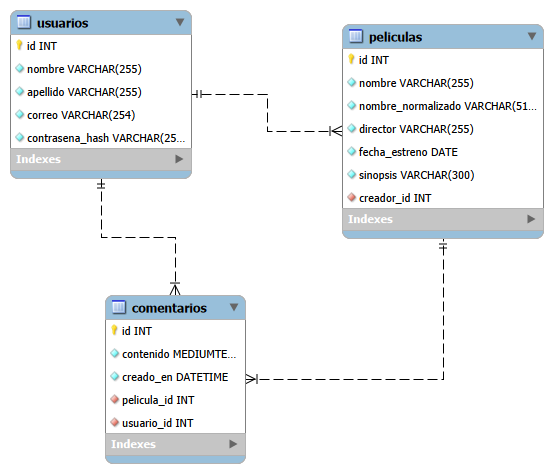 usuarios
id INT
nombre VARCHAR(255)
apellido VARCHAR(255)
correo VARCHAR(254)
contrasena_hash VARCHAR(25...
Indexes
peliculas
id INT
nombre VARCHAR(255)
nombre_normalizado VARCHAR(51...
director VARCHAR(255)
fecha_estreno DATE
sinopsis VARCHAR(300)
creador_id INT
Indexes
comentarios
id INT
contenido MEDIUMTE...
creado_en DATETIME
pelicula_id INT
usuario_id INT
Indexes